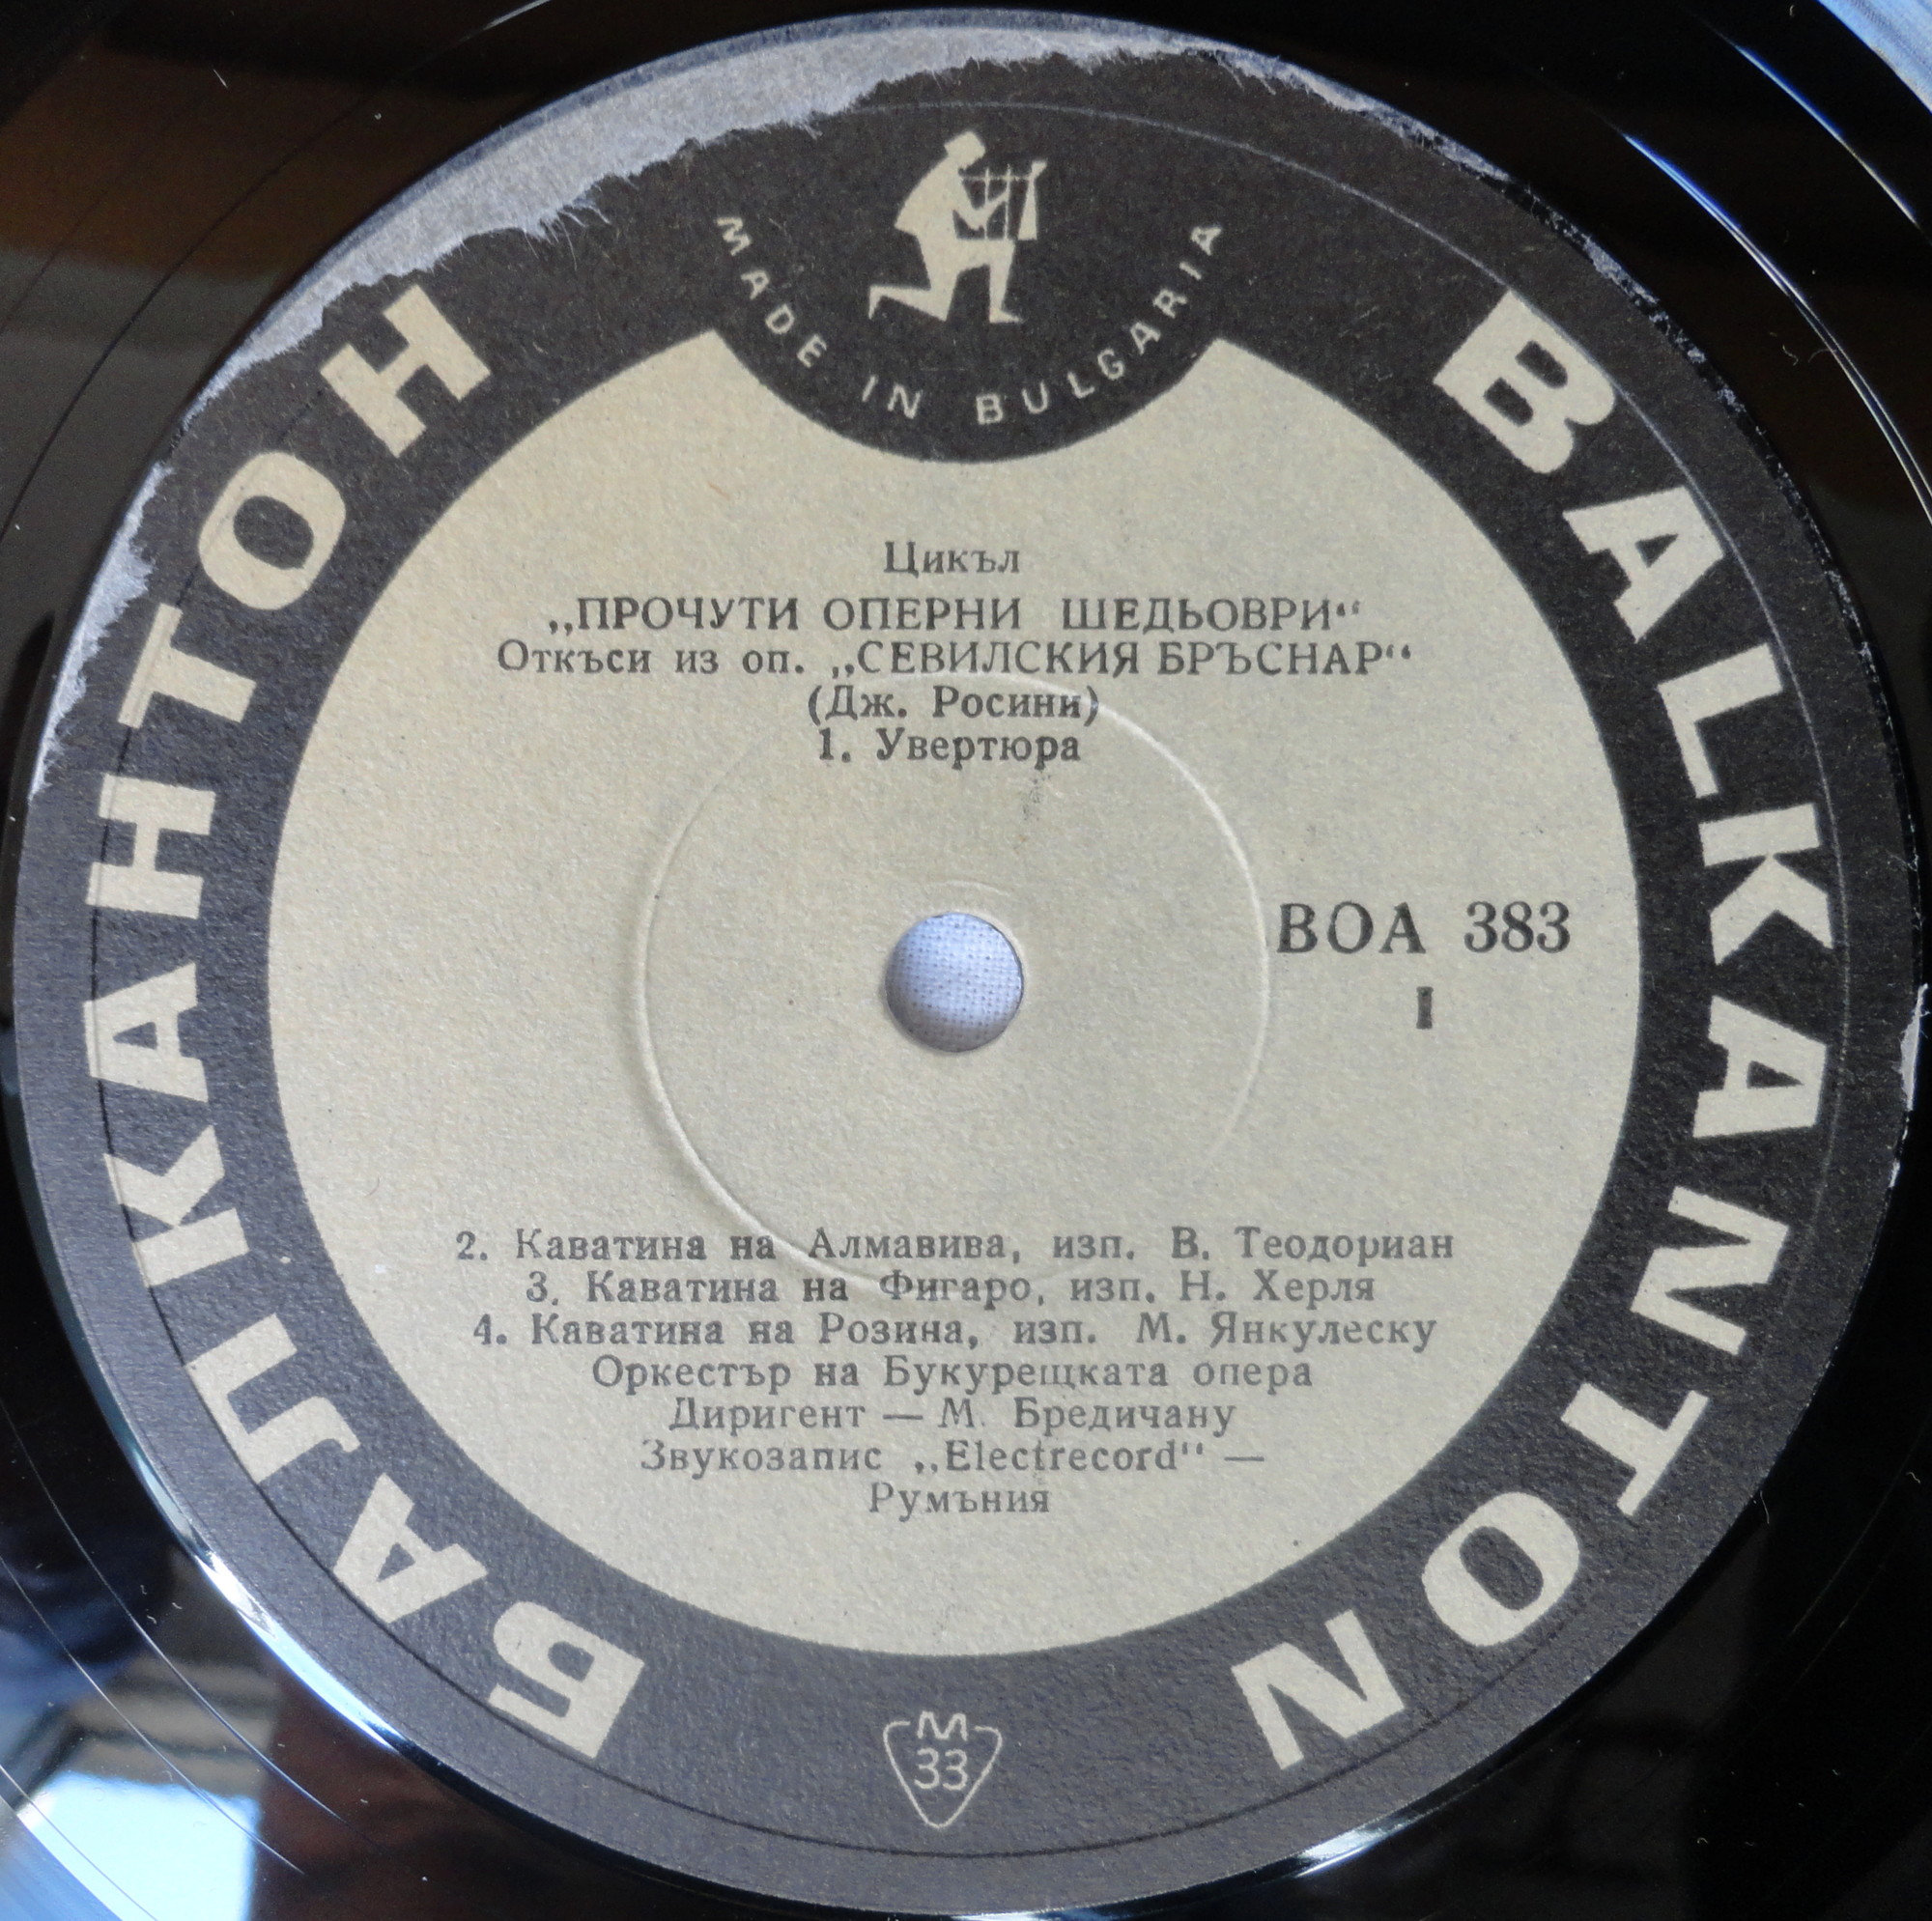 БАЛКАНТОН
BALKANTON
MADE IN BULGARIA
Цикъл
„ПРОЧУТИ ОПЕРНИ ШЕДЬОВРИ“
Откъси из оп. „СЕВИЛСКИЯ БРЪСНАР“
(Дж. Росини)
1. Увертюра
ВОА 383
I
2. Каватина на Алмавива, изп. В. Теодориан
3. Каватина на Фигаро, изп. Н. Херля
4. Каватина на Розина, изп. М. Янкулеску
Оркестър на Букурещката опера
Диригент — М. Бредичану
Звукозапис „Electrecord“ —
Румъния
М
33